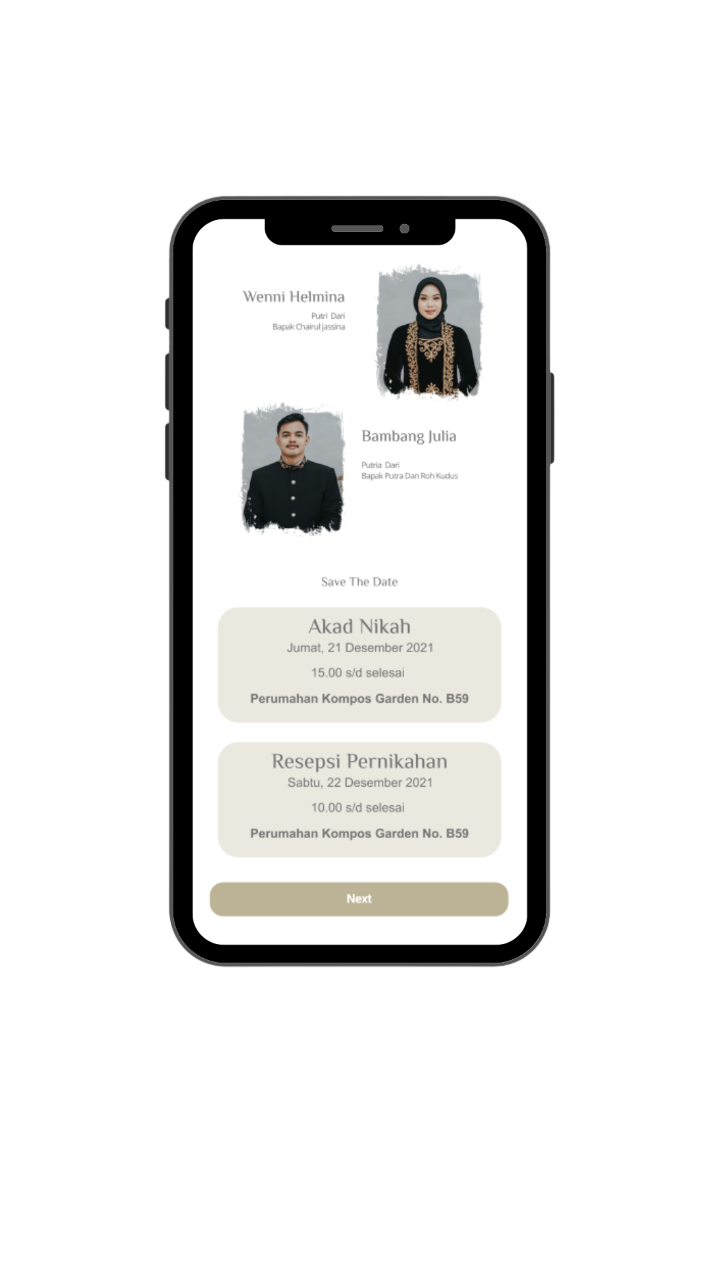 Wenni Helmina
Putri Dari
Bapak Chairul jassina
Bambang Julia
Putria Dari
Bapak Putra Dan Roh Kudus
Save The Date
Akad Nikah
Jumat, 21 Desember 2021
15.00 s/d selesai
Perumahan Kompos Garden No. B59
Resepsi Pernikahan
Sabtu, 22 Desember 2021
10.00 s/d selesai
Perumahan Kompos Garden No. B59
Next